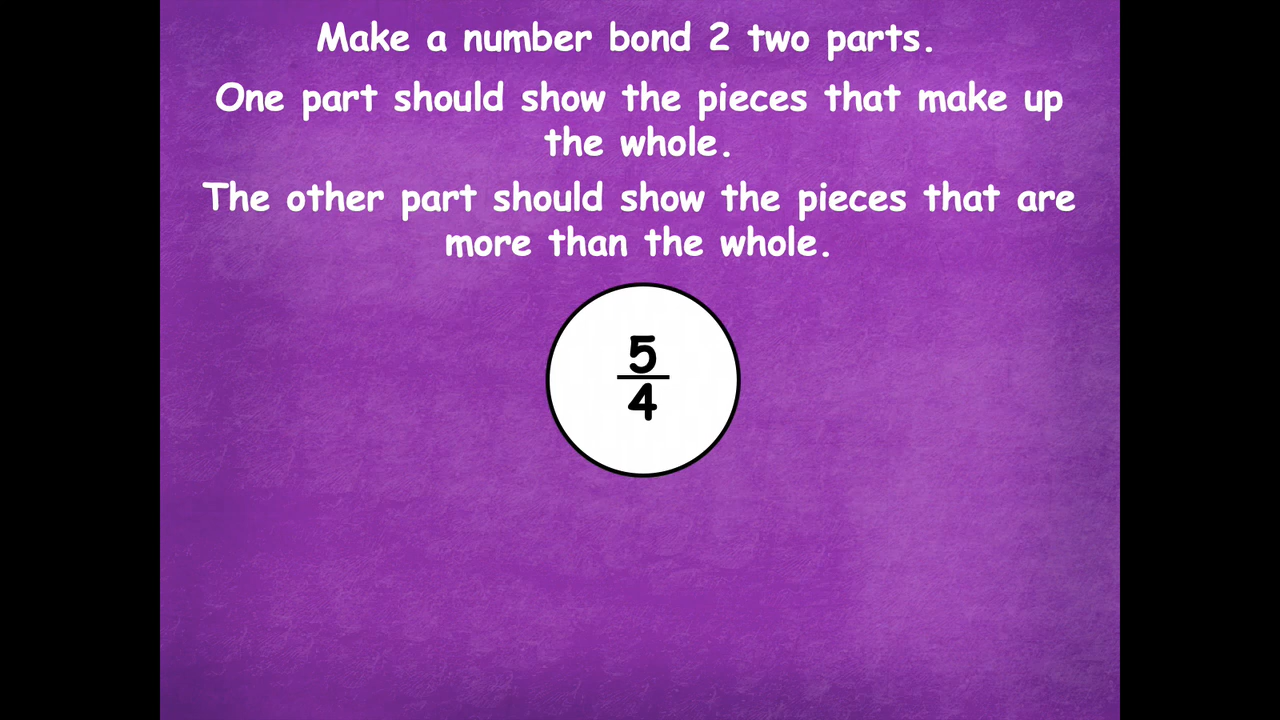 Make a number bond 2 two parts.
One part should show the pieces that make up
the whole.
The other part should show the pieces that are
more than the whole.
5
4